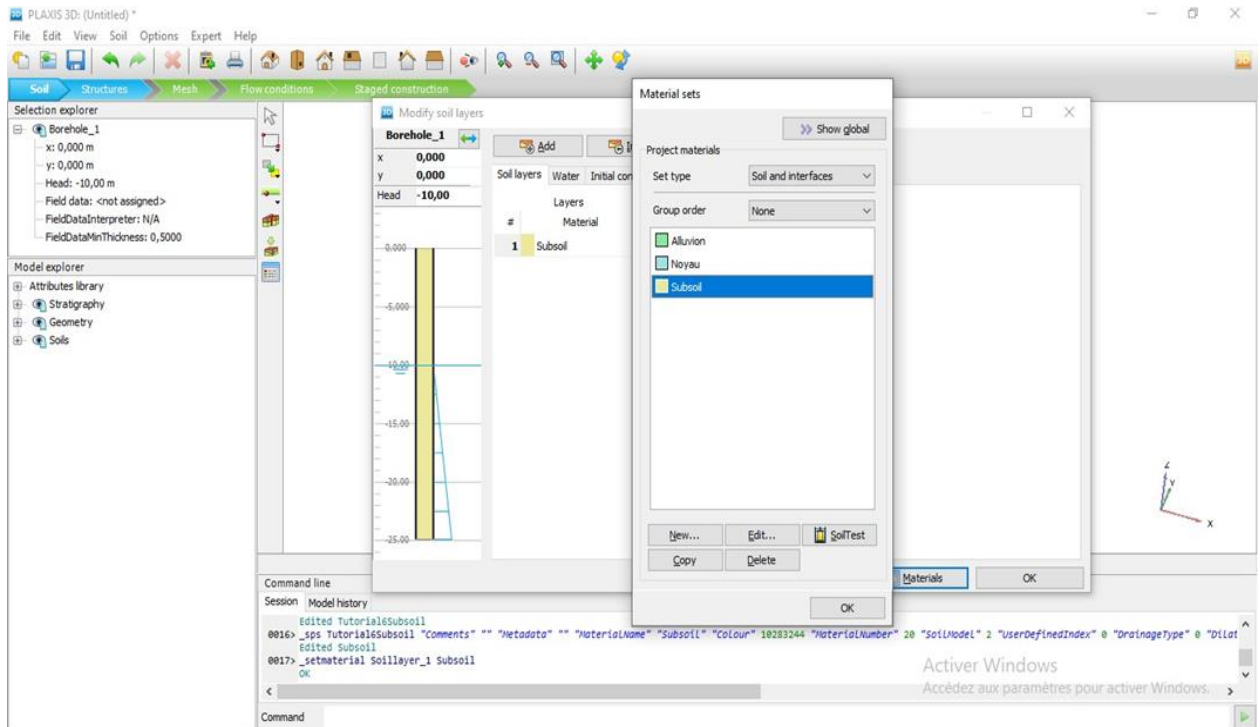 PLAXIS 3D: (Untitled) *
File Edit View Soil Options Expert Help
Soil Structures Mesh Flow conditions Staged construction
Selection explorer
Borehole_1
x: 0,000 m
y: 0,000 m
Head: -10,00 m
Field data: <not assigned>
FieldDataInterpreter: N/A
FieldDataMinThickness: 0,5000
Model explorer
Attributes library
Stratigraphy
Geometry
Soils
Modify soil layers
Borehole_1
x 0,000
y 0,000
Head -10,00
0.000
-5.000
-10.00
-15.00
-20.00
-25.00
Add
Soil layers Water Initial con
Layers
# Material
1 Subsoil
Material sets
Show global
Project materials
Set type Soil and interfaces
Group order None
Alluvion
Noyau
Subsoil
New... Edit... SoilTest
Copy Delete
OK
Materials OK
Z
Y
X
Command line
Session Model history
Edited Tutorial6Subsoil
0016> _sps Tutorial6Subsoil "Comments" "" "Metadata" "" "MaterialName" "Subsoil" "Colour" 10283244 "MaterialNumber" 20 "SoilModel" 2 "UserDefinedIndex" 0 "DrainageType" 0 "Dilat
Edited Subsoil
0017> _setmaterial Soillayer_1 Subsoil
OK
Activer Windows
Accédez aux paramètres pour activer Windows.
Command